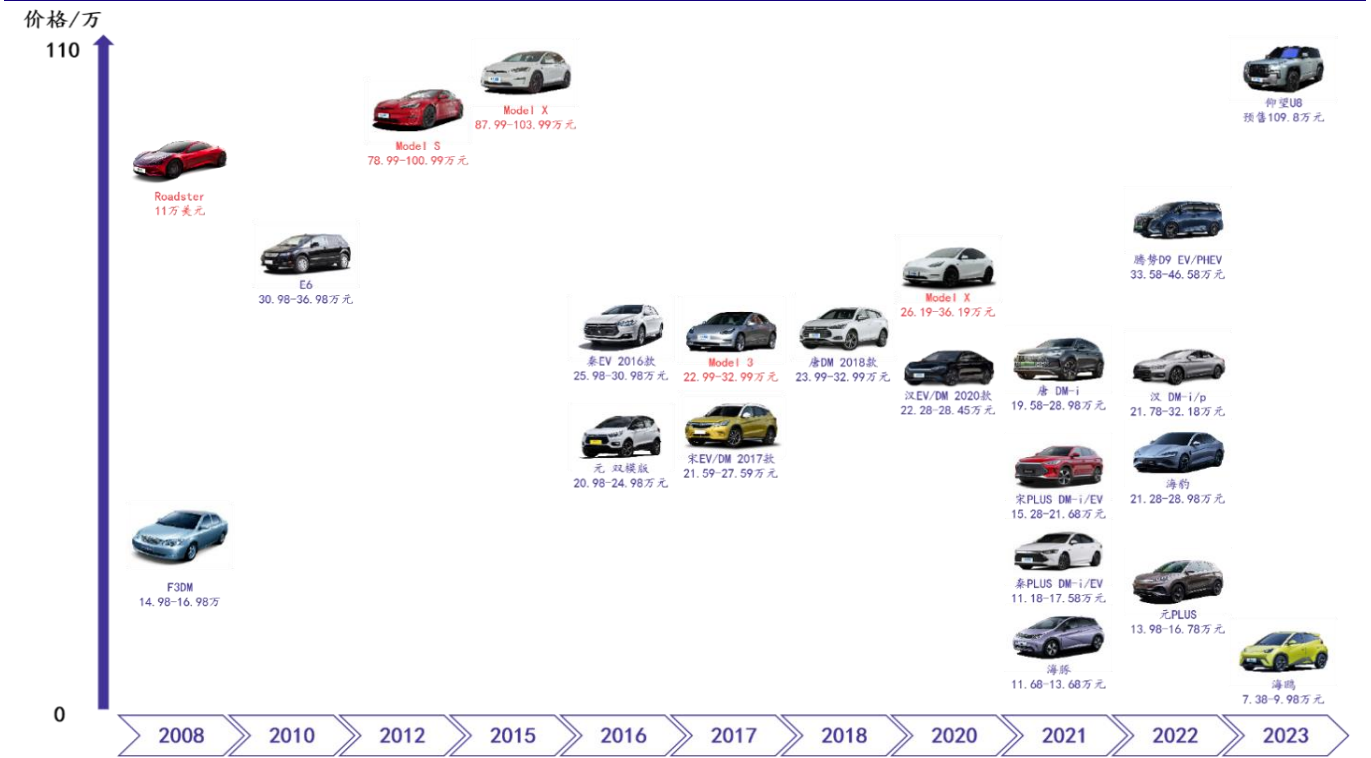 价格/万
110
0
Roadster
11万美元
F3DM
14.98-16.98万
E6
30.98-36.98万元
Model S
78.99-100.99万元
Model X
87.99-103.99万元
秦EV 2016款
25.98-30.98万元
元 双模版
20.98-24.98万元
Model 3
22.99-32.99万元
宋EV/DM 2017款
21.59-27.59万元
唐DM 2018款
23.99-32.99万元
Model X
26.19-36.19万元
汉EV/DM 2020款
22.28-28.45万元
唐 DM-i
19.58-28.98万元
宋PLUS DM-i/EV
15.28-21.68万元
秦PLUS DM-i/EV
11.18-17.58万元
海豚
11.68-13.68万元
腾势D9 EV/PHEV
33.58-46.58万元
汉 DM-i/p
21.78-32.18万元
海豹
21.28-28.98万元
元PLUS
13.98-16.78万元
仰望U8
预售109.8万元
海鸥
7.38-9.98万元
2008
2010
2012
2015
2016
2017
2018
2020
2021
2022
2023